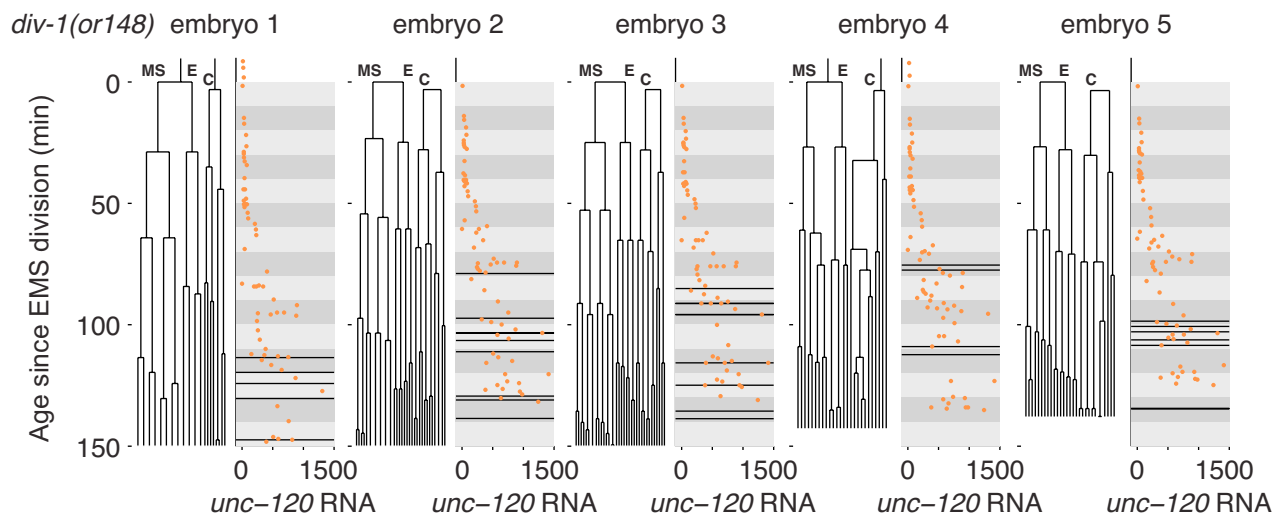 div-1(or148) embryo 1 embryo 2 embryo 3 embryo 4 embryo 5
MS E C MS E C MS E C MS E C MS E C
Age since EMS division (min)
0
50
100
150
0 1500 0 1500 0 1500 0 1500 0 1500
unc−120 RNA unc−120 RNA unc−120 RNA unc−120 RNA unc−120 RNA